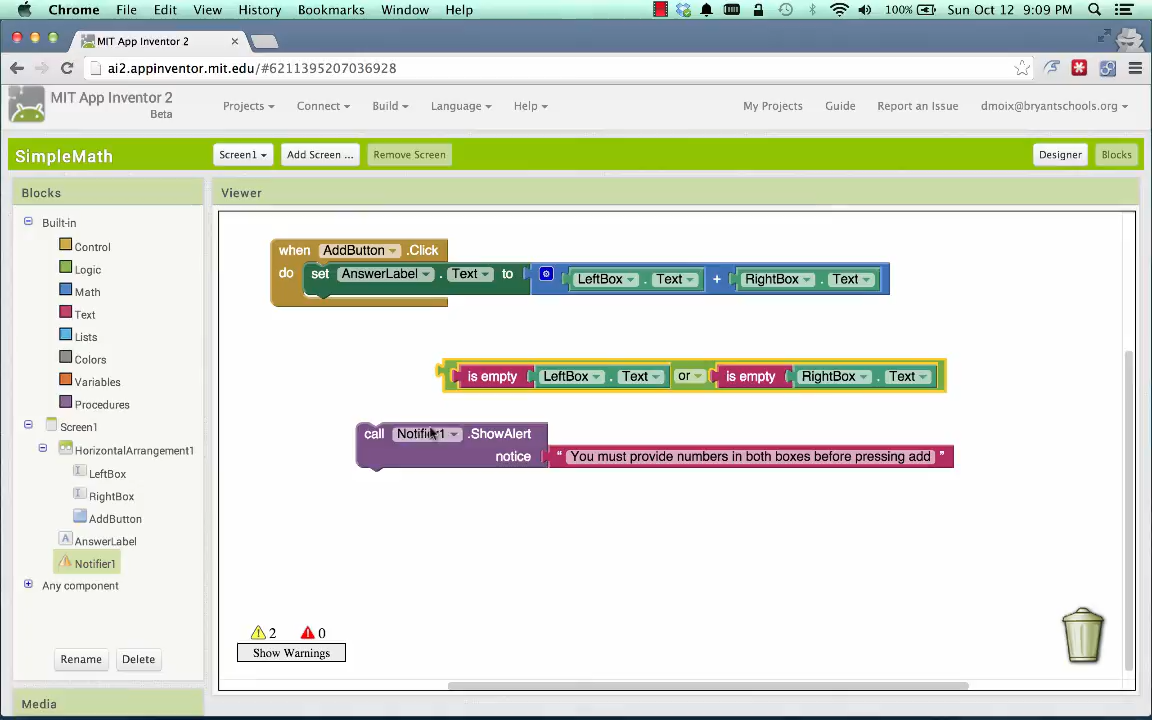 Chrome File Edit View History Bookmarks Window Help 100% Sun Oct 12 9:09 PM
MIT App Inventor 2
ai2.appinventor.mit.edu/#6211395207036928
MIT App Inventor 2
Beta
Projects Connect Build Language Help My Projects Guide Report an Issue dmoix@bryantschools.org
SimpleMath Screen1 Add Screen ... Remove Screen Designer Blocks
Blocks
Viewer
Built-in
Control
Logic
Math
Text
Lists
Colors
Variables
Procedures
Screen1
HorizontalArrangement1
LeftBox
RightBox
AddButton
AnswerLabel
Notifier1
Any component
Rename Delete
Media
when AddButton .Click
do set AnswerLabel . Text to LeftBox . Text + RightBox . Text
is empty LeftBox . Text or is empty RightBox . Text
call Notifier1 .ShowAlert
notice " You must provide numbers in both boxes before pressing add "
2 0
Show Warnings